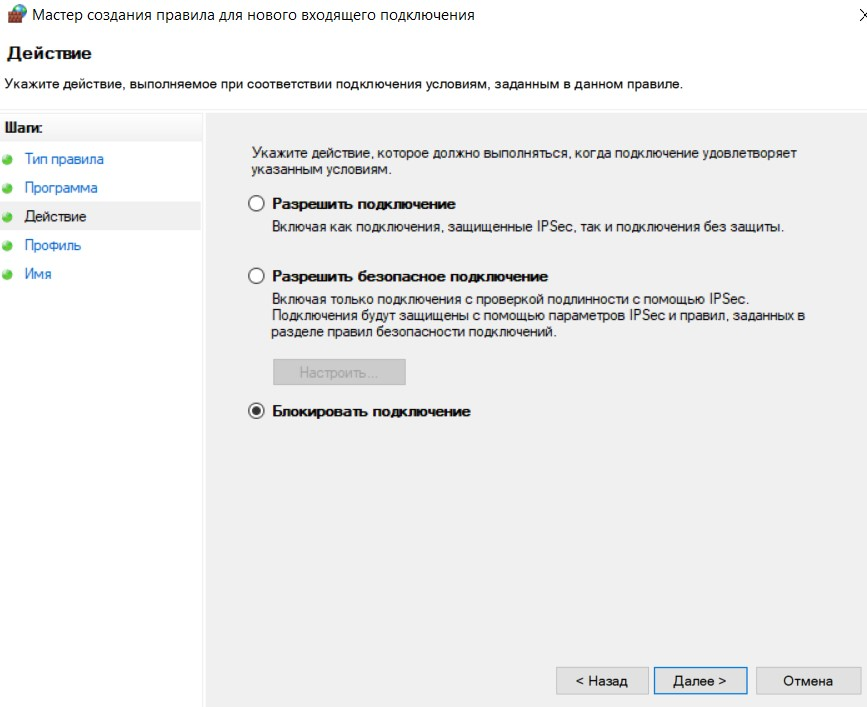 Мастер создания правила для нового входящего подключения
Действие
Укажите действие, выполняемое при соответствии подключения условиям, заданным в данном правиле.
Шаги:
Тип правила
Программа
Действие
Профиль
Имя
Укажите действие, которое должно выполняться, когда подключение удовлетворяет
указанным условиям.
Разрешить подключение
Включая как подключения, защищенные IPSec, так и подключения без защиты.
Разрешить безопасное подключение
Включая только подключения с проверкой подлинности с помощью IPSec.
Подключения будут защищены с помощью параметров IPSec и правил, заданных в
разделе правил безопасности подключений.
Настроить...
Блокировать подключение
< Назад
Далее >
Отмена